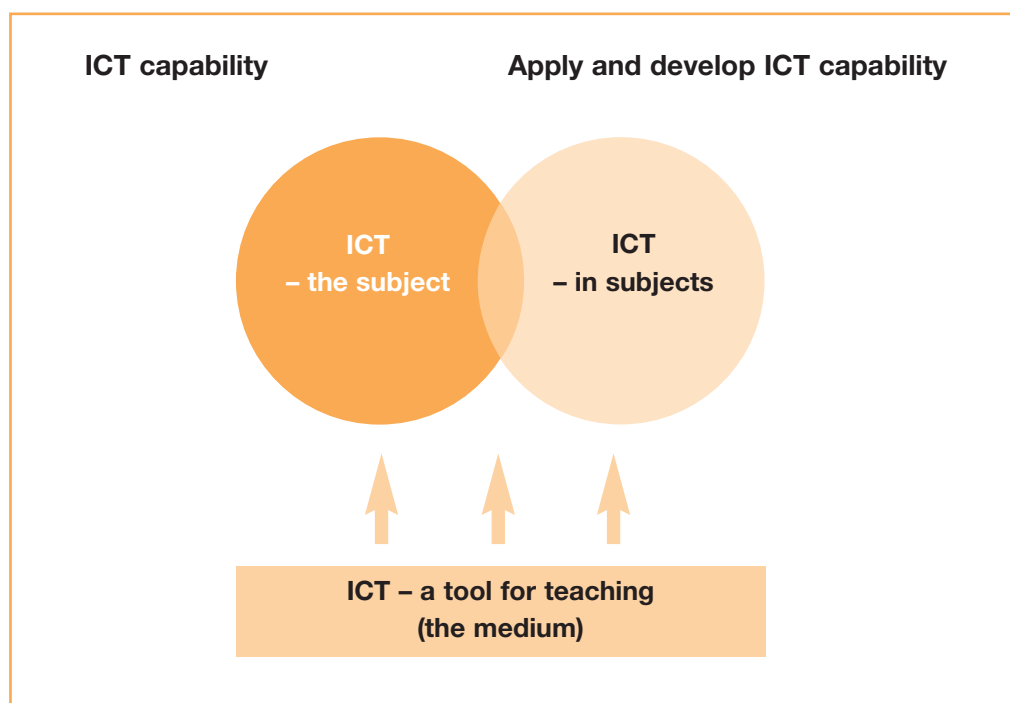 ICT capability
Apply and develop ICT capability
ICT
– the subject
ICT
– in subjects
ICT – a tool for teaching
(the medium)